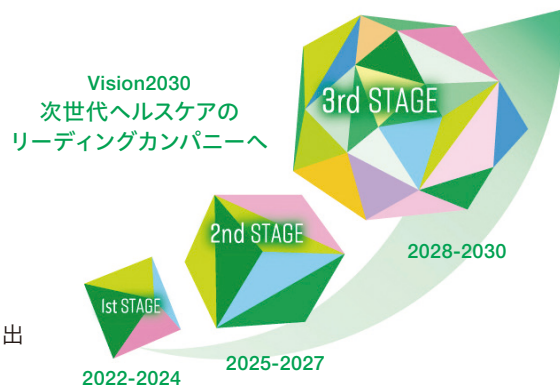 Vision2030
次世代ヘルスケアの
リーディングカンパニーへ
3rd STAGE
2nd STAGE
2028-2030
1st STAGE
出
2025-2027
2022-2024